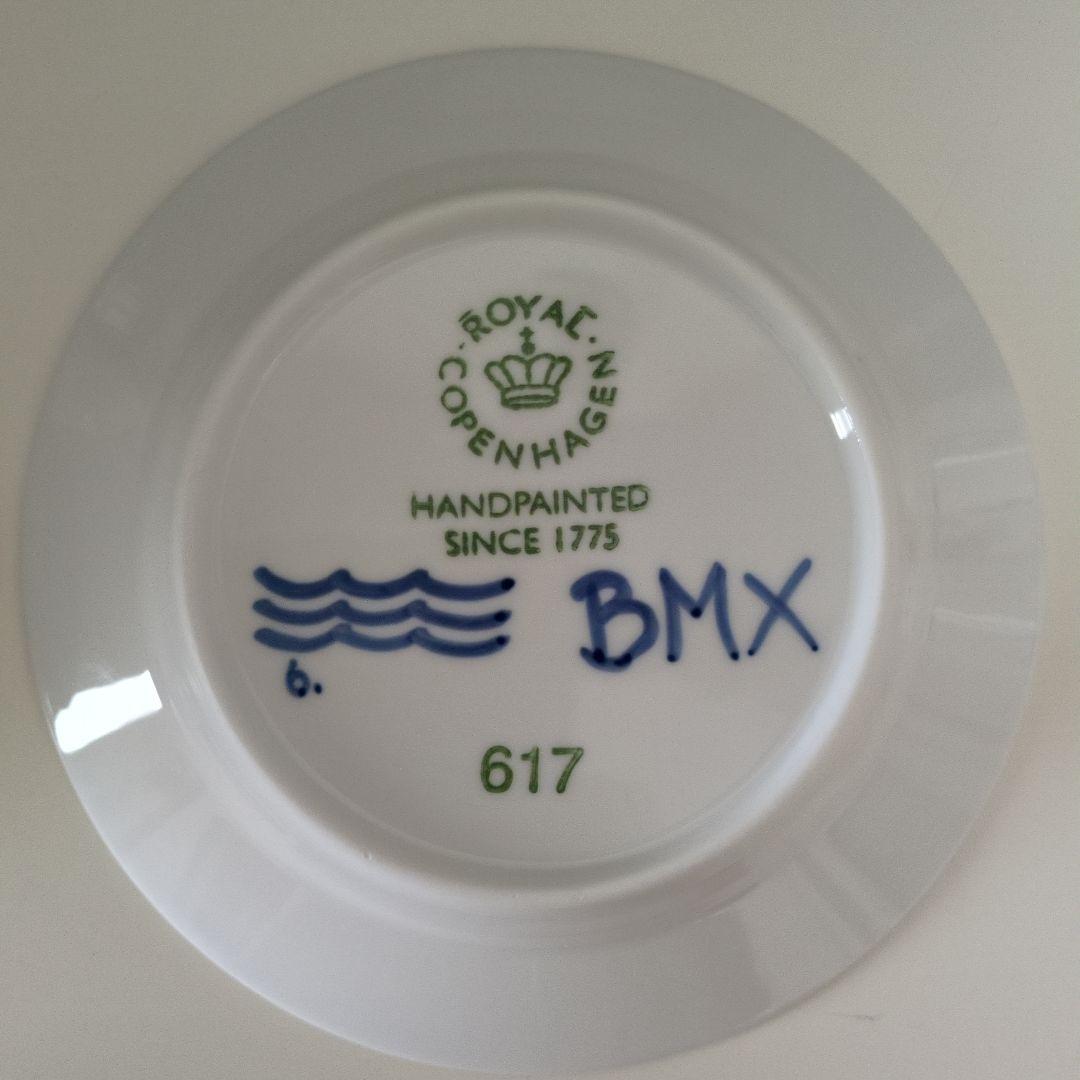 ROYAL
COPENHAGEN
HANDPAINTED
SINCE 1775
BMX
6.
617